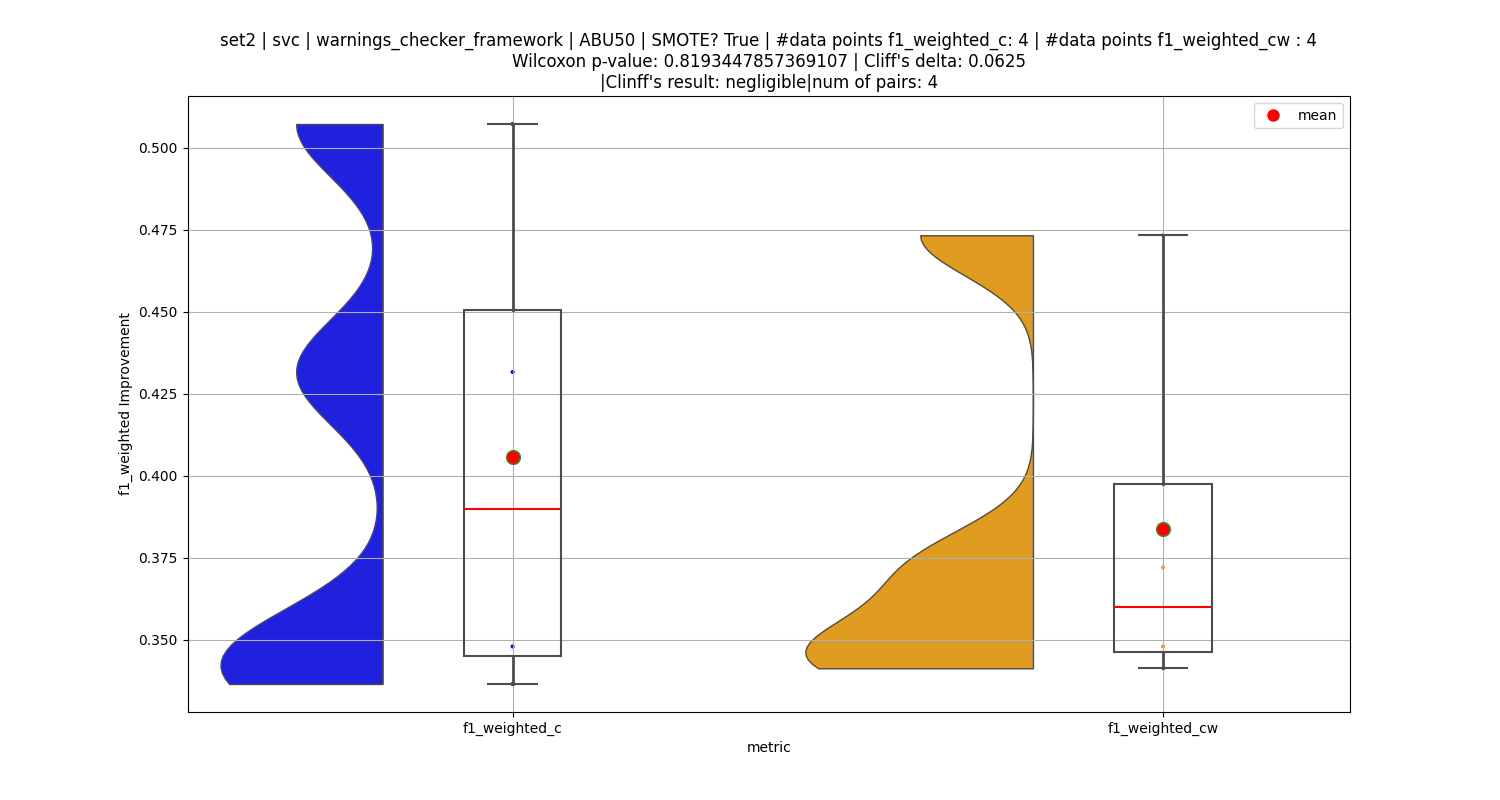 set2 | svc | warnings_checker_framework | ABU50 | SMOTE? True | #data points f1_weighted_c: 4 | #data points f1_weighted_cw : 4
Wilcoxon p-value: 0.8193447857369107 | Cliff's delta: 0.0625
|Clinff's result: negligible|num of pairs: 4
mean
0.500
0.475
0.450
0.425
0.400
0.375
0.350
f1_weighted Improvement
f1_weighted_c
f1_weighted_cw
metric